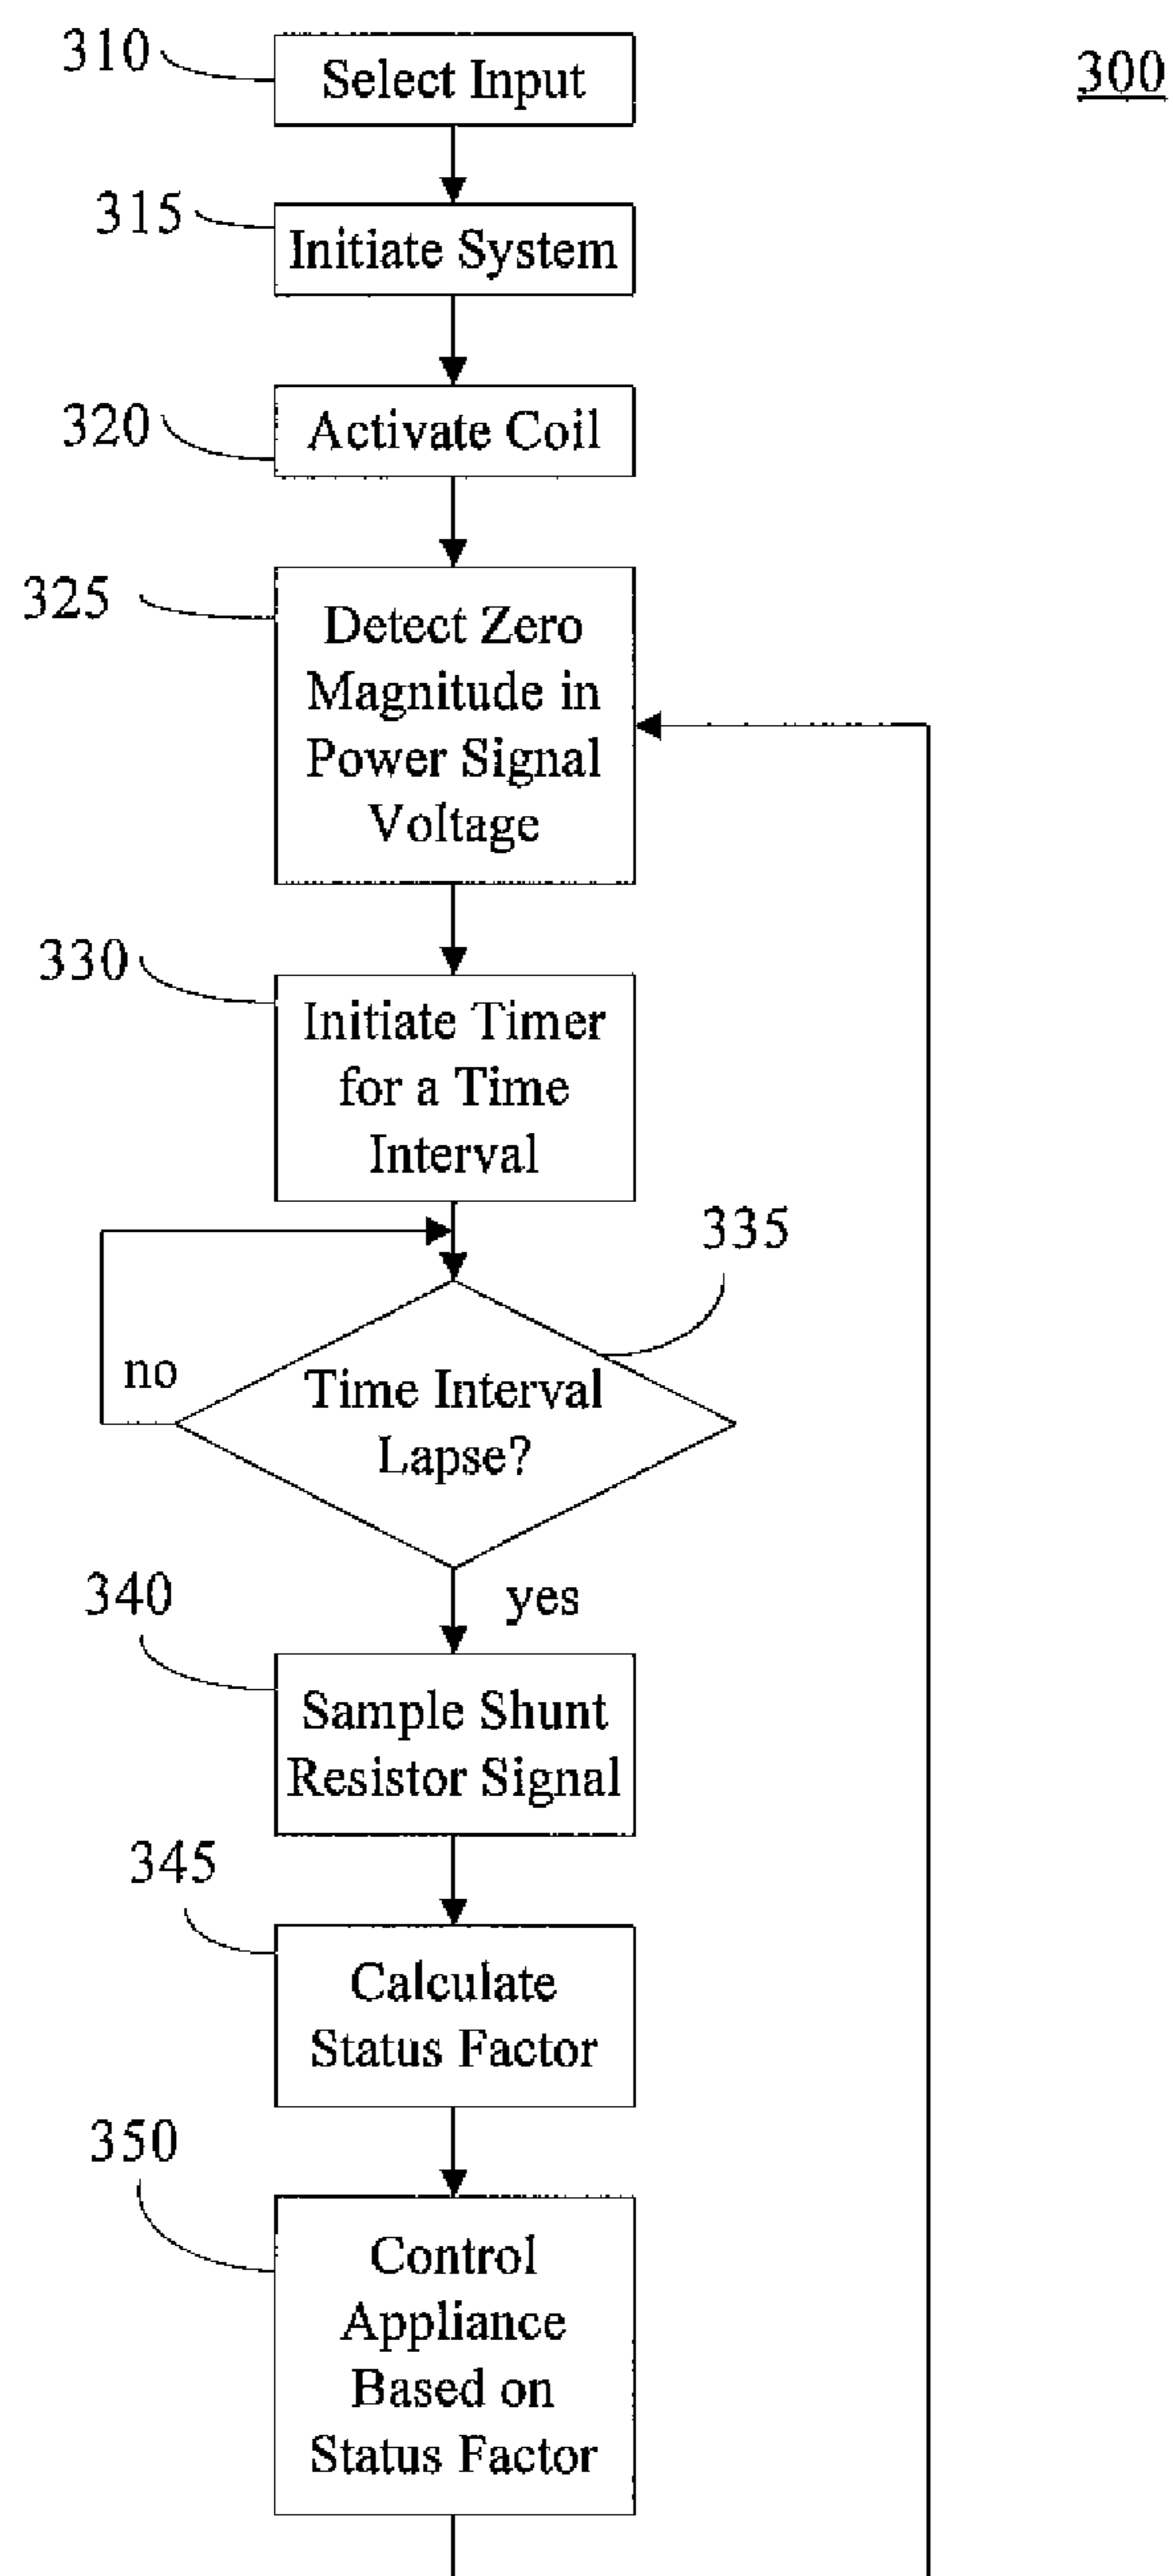 310
Select Input
300
315
Initiate System
320
Activate Coil
325
Detect Zero
Magnitude in
Power Signal
Voltage
330
Initiate Timer
for a Time
Interval
335
no
Time Interval
Lapse?
yes
340
Sample Shunt
Resistor Signal
345
Calculate
Status Factor
350
Control
Appliance
Based on
Status Factor